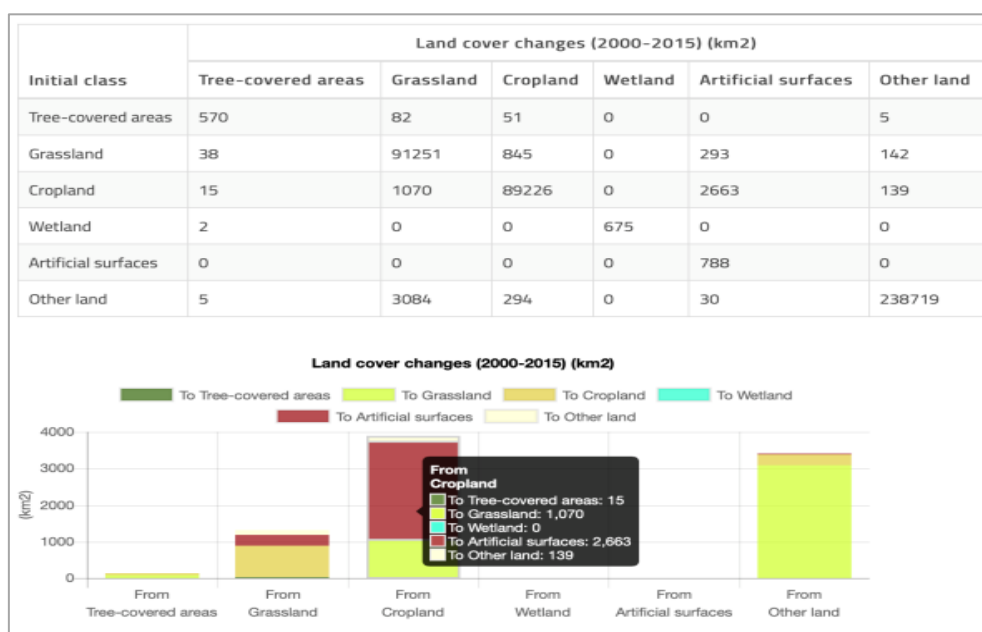 Land cover changes (2000-2015) (km2)
Initial class Tree-covered areas Grassland Cropland Wetland Artificial surfaces Other land
Tree-covered areas 570 82 51 0 0 5
Grassland 38 91251 845 0 293 142
Cropland 15 1070 89226 0 2663 139
Wetland 2 0 0 675 0 0
Artificial surfaces 0 0 0 0 788 0
Other land 5 3084 294 0 30 238719
Land cover changes (2000-2015) (km2)
To Tree-covered areas To Grassland To Cropland To Wetland
To Artificial surfaces To Other land
(km2)
4000
3000
2000
1000
0
From
Cropland
To Tree-covered areas: 15
To Grassland: 1,070
To Wetland: 0
To Artificial surfaces: 2,663
To Other land: 139
From From From From From From
Tree-covered areas Grassland Cropland Wetland Artificial surfaces Other land